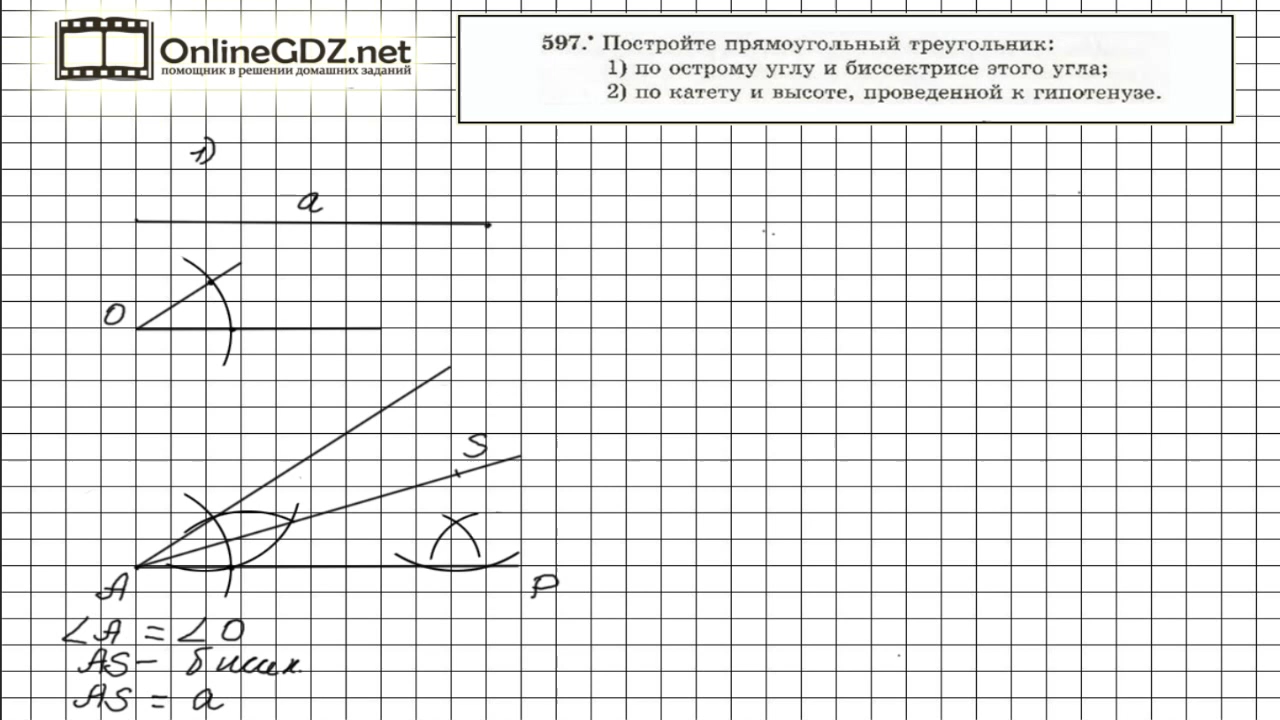 OnlineGDZ.net
помощник в решении домашних заданий
597.• Постройте прямоугольный треугольник:
1) по острому углу и биссектрисе этого угла;
2) по катету и высоте, проведенной к гипотенузе.
1)
a
O
S
A
P
∠A = ∠O
AS – биссек.
AS = a